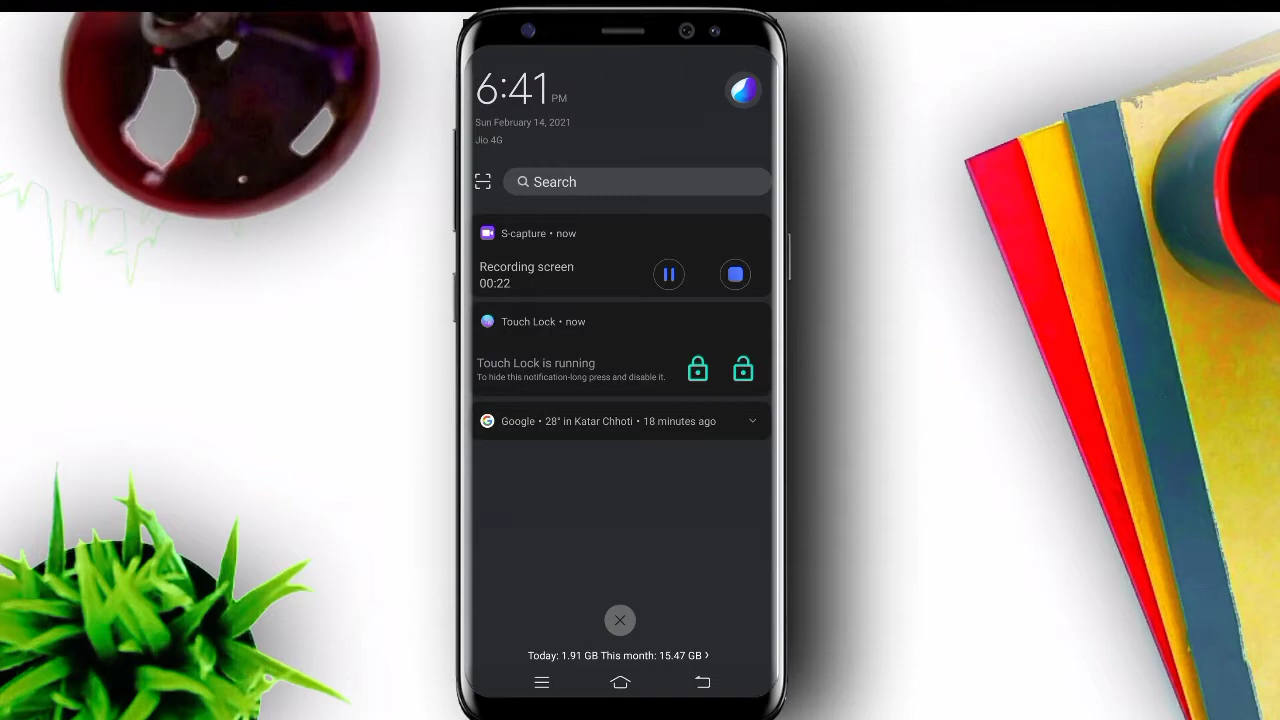 6:41 PM
Sun February 14, 2021
Jio 4G
Search
S-capture • now
Recording screen
00:22
Touch Lock • now
Touch Lock is running
To hide this notification-long press and disable it.
Google • 28° in Katar Chhoti • 18 minutes ago
Today: 1.91 GB This month: 15.47 GB ›